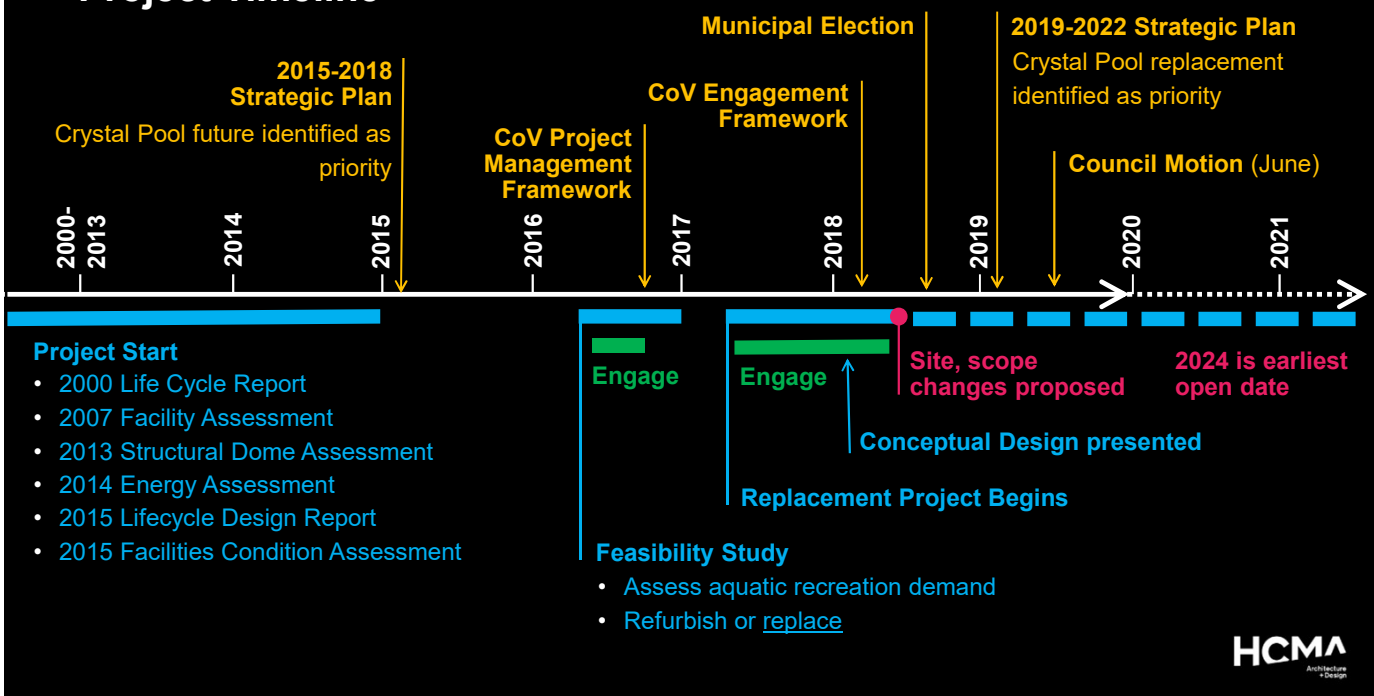 Project Timeline
Municipal Election
2019-2022 Strategic Plan
Crystal Pool replacement
identified as priority
2015-2018
Strategic Plan
Crystal Pool future identified as
priority
CoV Engagement
Framework
CoV Project
Management
Framework
Council Motion (June)
2000-
2013
2014
2015
2016
2017
2018
2019
2020
2021
Project Start
• 2000 Life Cycle Report
• 2007 Facility Assessment
• 2013 Structural Dome Assessment
• 2014 Energy Assessment
• 2015 Lifecycle Design Report
• 2015 Facilities Condition Assessment
Engage
Engage
Site, scope
changes proposed
2024 is earliest
open date
Conceptual Design presented
Replacement Project Begins
Feasibility Study
• Assess aquatic recreation demand
• Refurbish or replace
HCMA
Architecture
+ Design